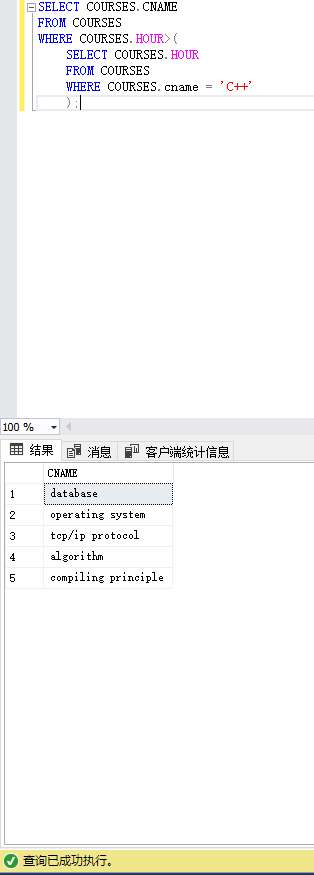 SELECT COURSES.CNAME
FROM COURSES
WHERE COURSES.HOUR>(
SELECT COURSES.HOUR
FROM COURSES
WHERE COURSES.cname = 'C++'
);
100 %
结果 消息 客户端统计信息
CNAME
1 database
2 operating system
3 tcp/ip protocol
4 algorithm
5 compiling principle
查询已成功执行。